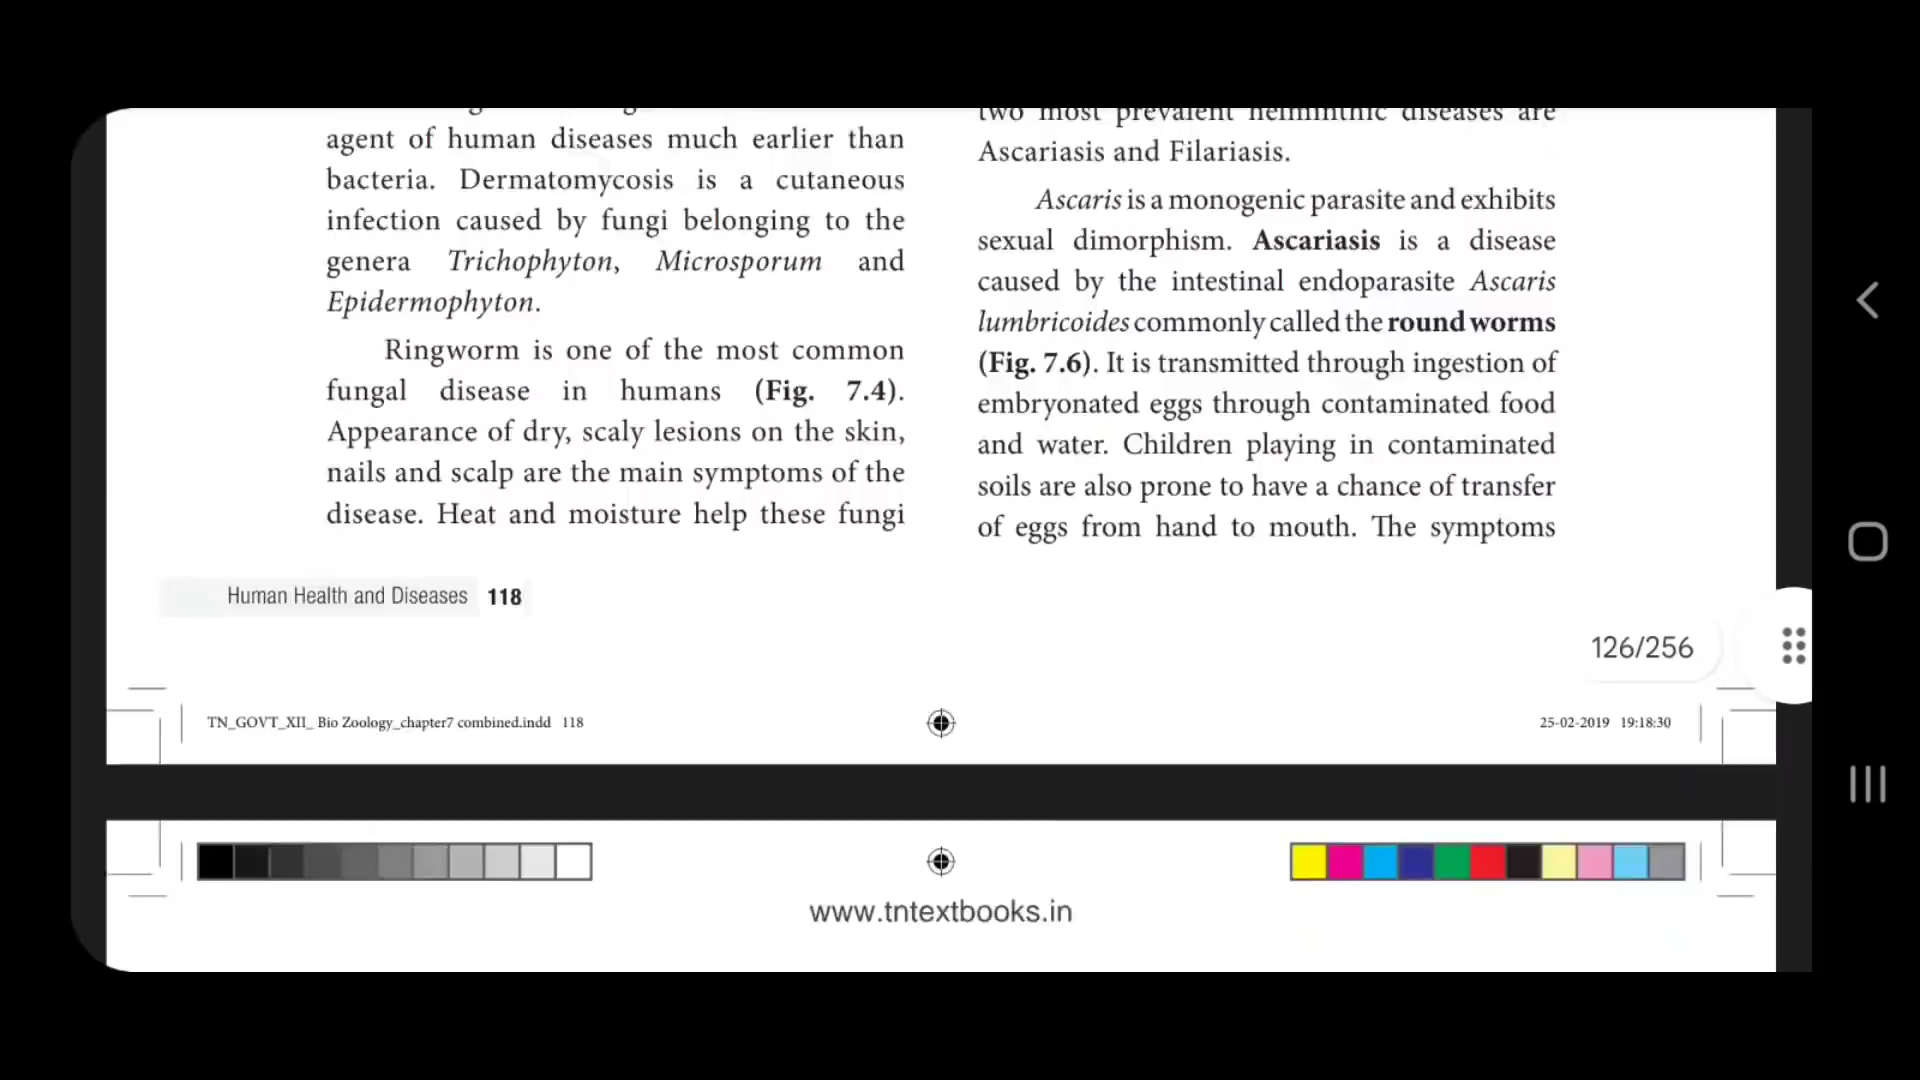 agent of human diseases much earlier than
bacteria. Dermatomycosis is a cutaneous
infection caused by fungi belonging to the
genera Trichophyton, Microsporum and
Epidermophyton.
Ringworm is one of the most common
fungal disease in humans (Fig. 7.4).
Appearance of dry, scaly lesions on the skin,
nails and scalp are the main symptoms of the
disease. Heat and moisture help these fungi
two most prevalent helminthic diseases are
Ascariasis and Filariasis.
Ascaris is a monogenic parasite and exhibits
sexual dimorphism. Ascariasis is a disease
caused by the intestinal endoparasite Ascaris
lumbricoides commonly called the round worms
(Fig. 7.6). It is transmitted through ingestion of
embryonated eggs through contaminated food
and water. Children playing in contaminated
soils are also prone to have a chance of transfer
of eggs from hand to mouth. The symptoms
Human Health and Diseases 118
126/256
TN_GOVT_XII_ Bio Zoology_chapter7 combined.indd 118
25-02-2019 19:18:30
www.tntextbooks.in